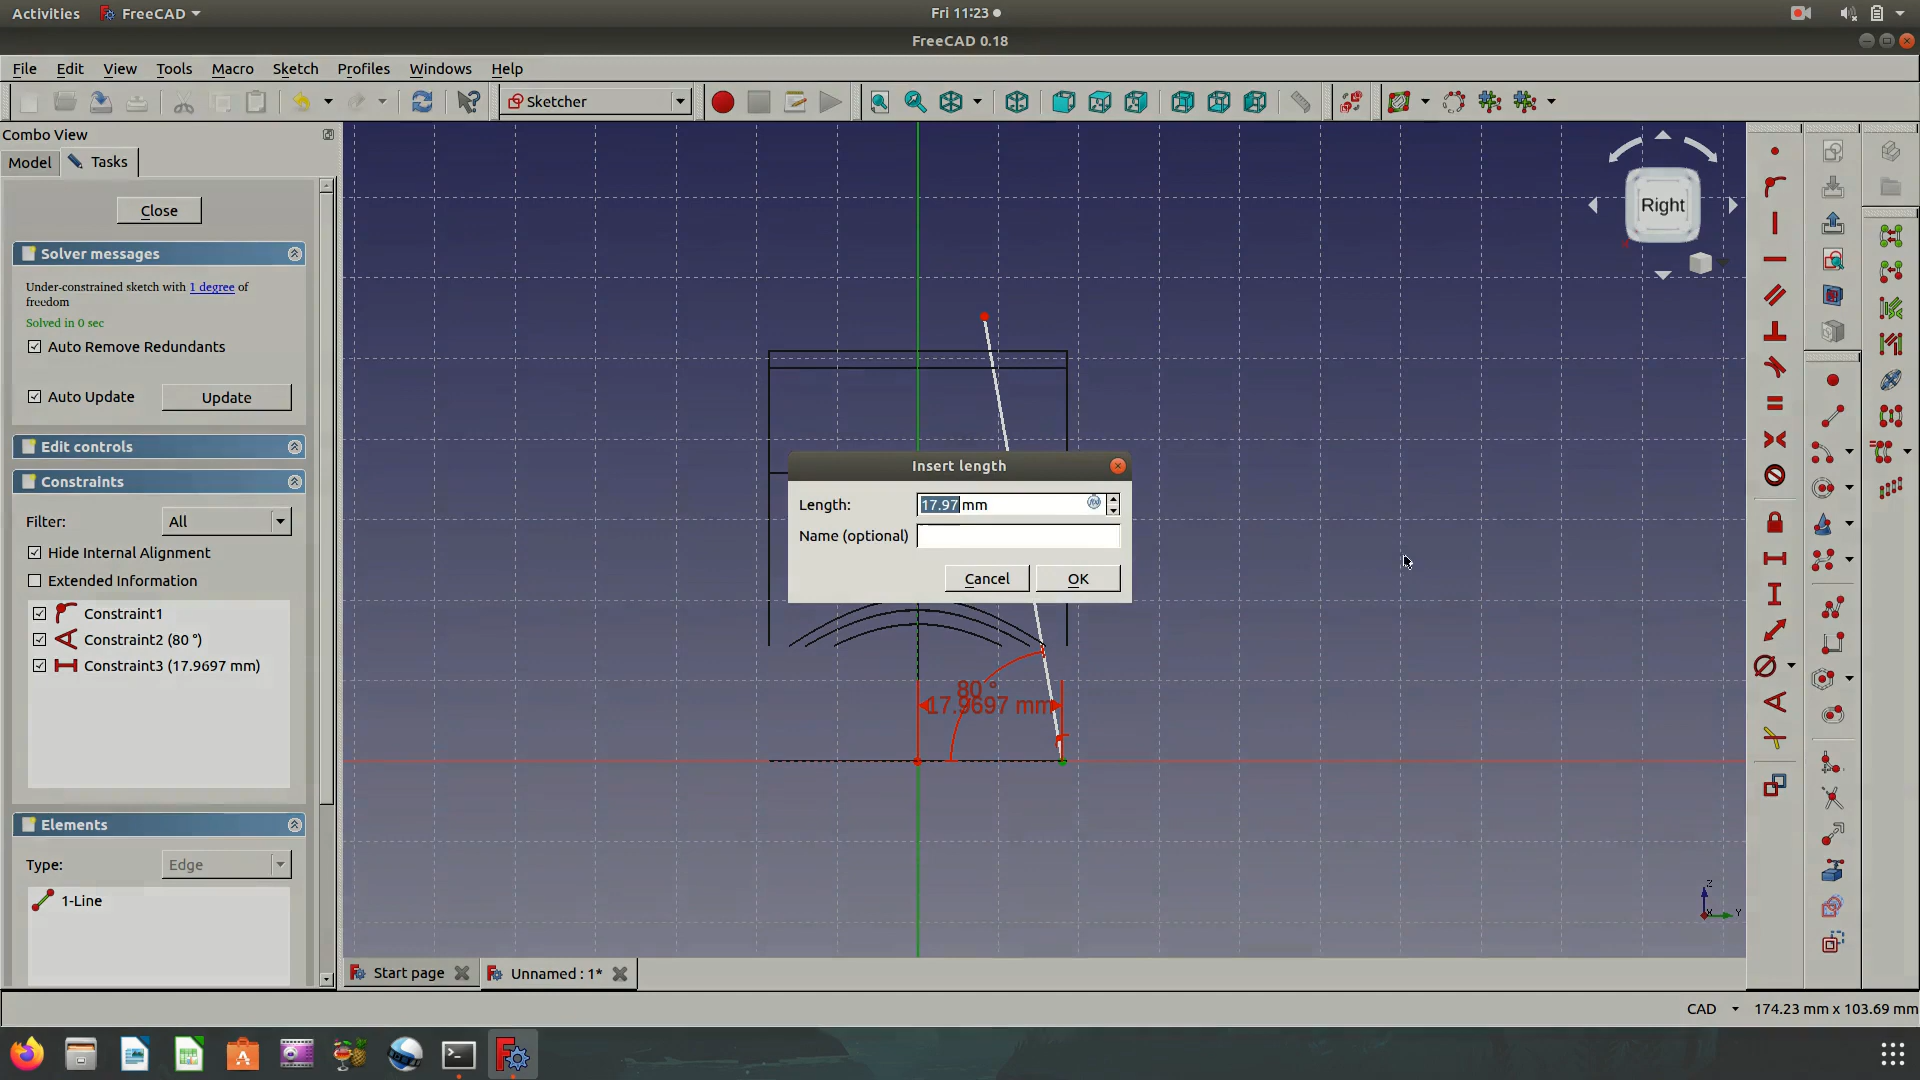 Activities FreeCAD Fri 11:23
FreeCAD 0.18
File Edit View Tools Macro Sketch Profiles Windows Help
Sketcher
Combo View
Model Tasks
Close
Solver messages
Under-constrained sketch with 1 degree of
freedom
Solved in 0 sec
Auto Remove Redundants
Auto Update Update
Edit controls
Constraints
Filter: All
Hide Internal Alignment
Extended Information
Constraint1
Constraint2 (80 °)
Constraint3 (17.9697 mm)
Elements
Type: Edge
1-Line
Right
Insert length
Length: 17.97 mm
Name (optional)
Cancel OK
80 °
17.9697 mm
Z
X Y
Start page Unnamed : 1*
CAD 174.23 mm x 103.69 mm